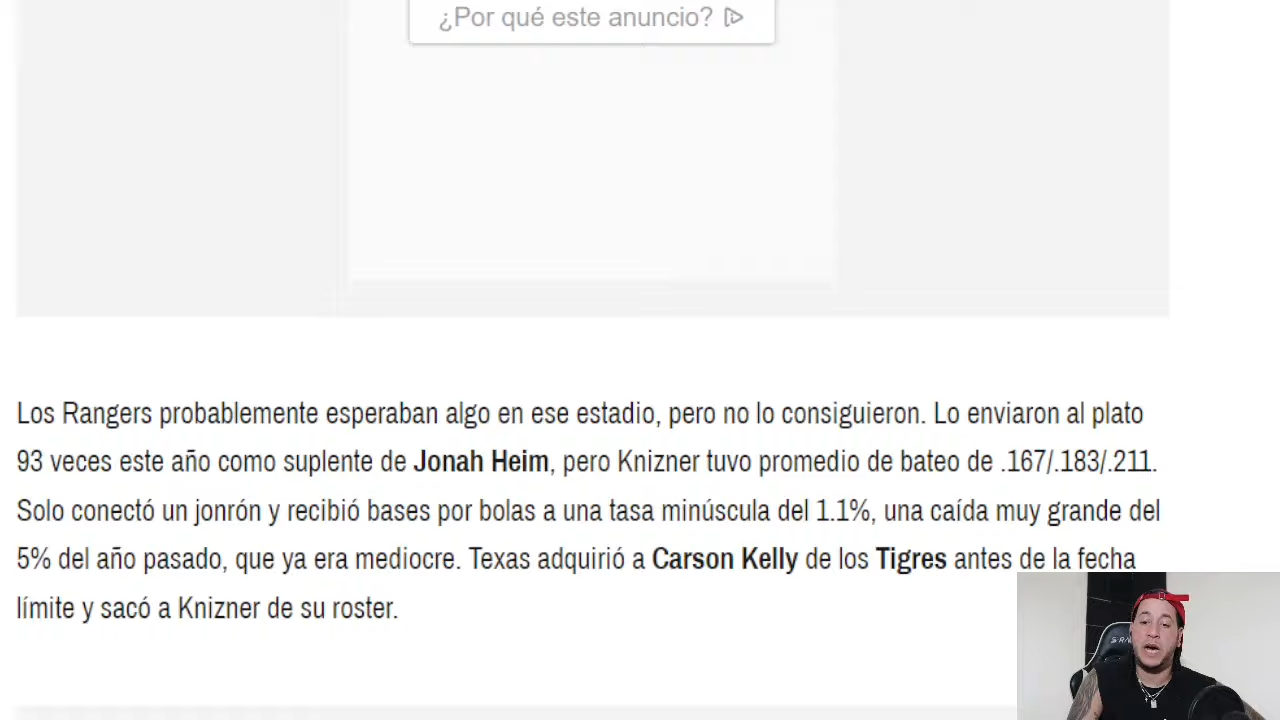 ¿Por qué este anuncio?
Los Rangers probablemente esperaban algo en ese estadio, pero no lo consiguieron. Lo enviaron al plato
93 veces este año como suplente de Jonah Heim, pero Knizner tuvo promedio de bateo de .167/.183/.211.
Solo conectó un jonrón y recibió bases por bolas a una tasa minúscula del 1.1%, una caída muy grande del
5% del año pasado, que ya era mediocre. Texas adquirió a Carson Kelly de los Tigres antes de la fecha
límite y sacó a Knizner de su roster.